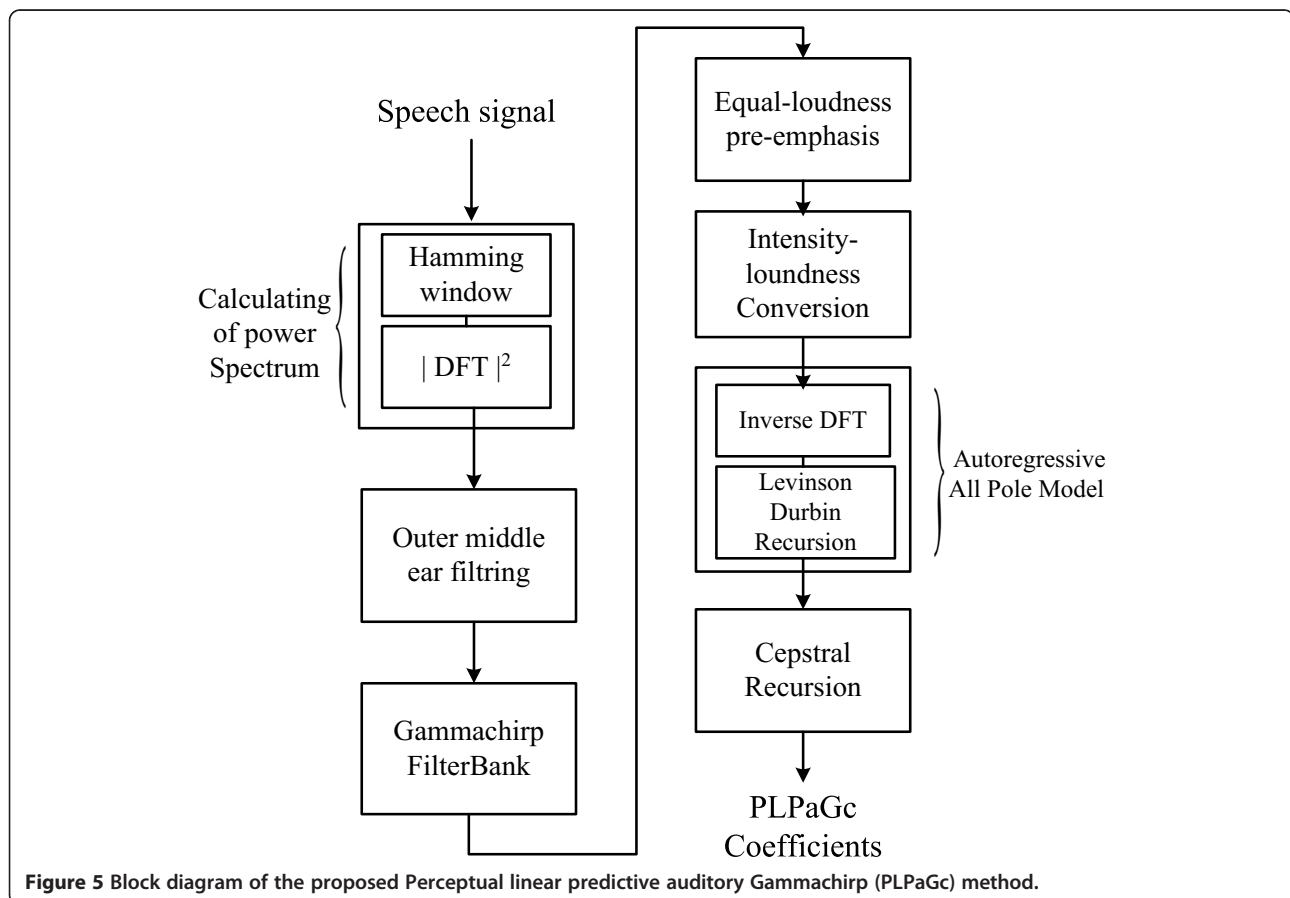 Speech signal
Calculating
of power
Spectrum
Hamming
window
| DFT |²
Outer middle
ear filtring
Gammachirp
FilterBank
Equal-loudness
pre-emphasis
Intensity-
loundness
Conversion
Inverse DFT
Levinson
Durbin
Recursion
Autoregressive
All Pole Model
Cepstral
Recursion
PLPaGc
Coefficients
Figure 5 Block diagram of the proposed Perceptual linear predictive auditory Gammachirp (PLPaGc) method.